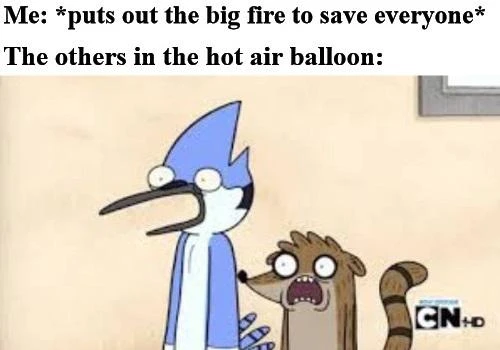 Me: *puts out the big fire to save everyone*
The others in the hot air balloon:
CN HD